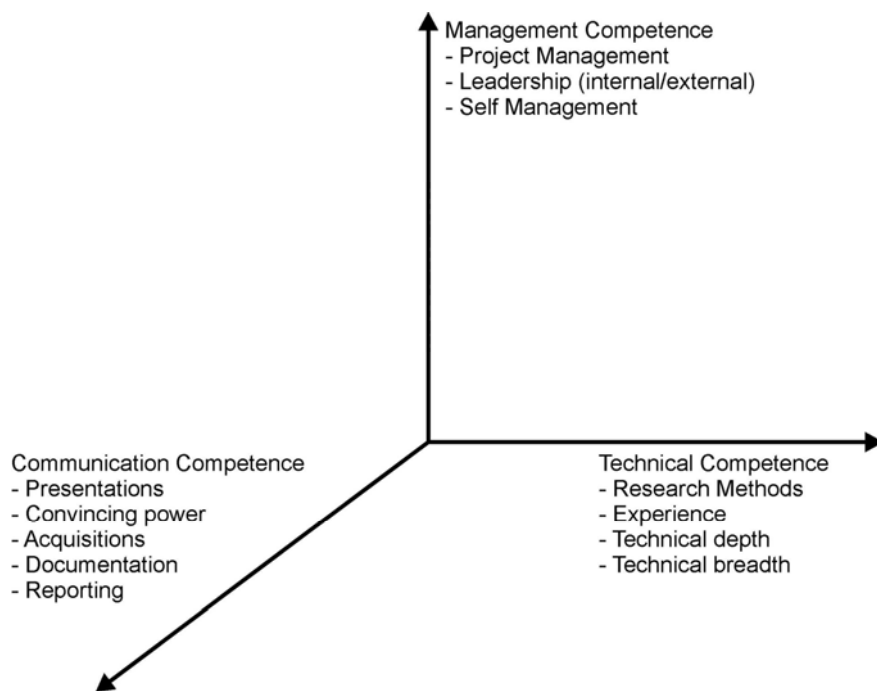 Management Competence
- Project Management
- Leadership (internal/external)
- Self Management
Communication Competence
- Presentations
- Convincing power
- Acquisitions
- Documentation
- Reporting
Technical Competence
- Research Methods
- Experience
- Technical depth
- Technical breadth